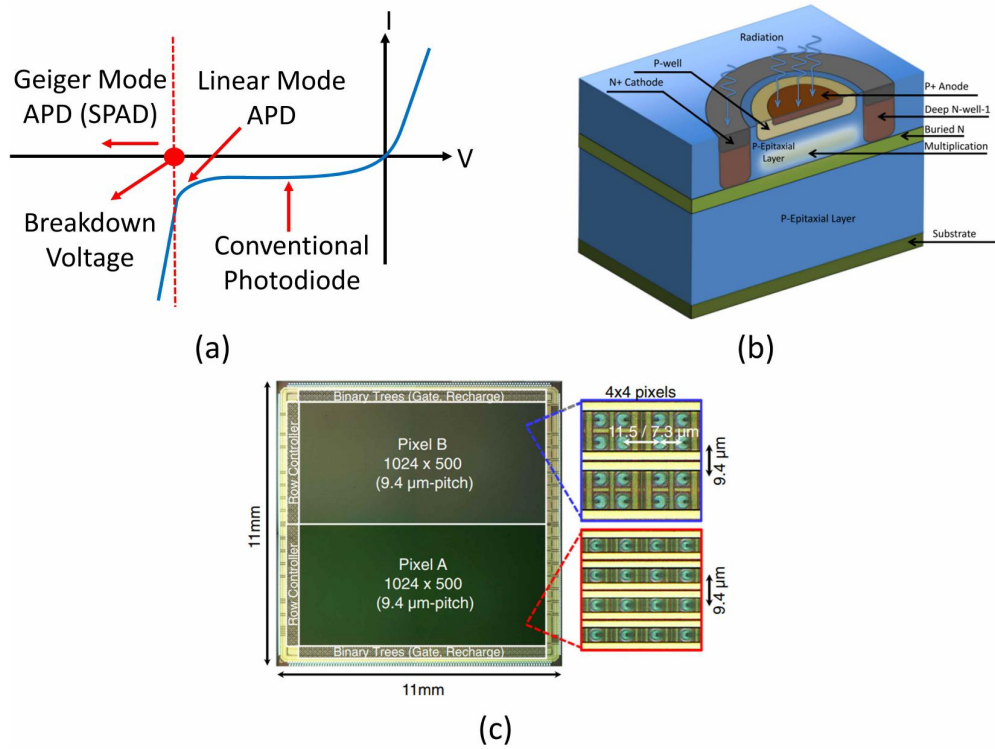 I
Geiger Mode
APD (SPAD)
Linear Mode
APD
V
Breakdown
Voltage
Conventional
Photodiode
(a)
Radiation
P-well
N+ Cathode
P+ Anode
Deep N-well-1
Buried N
Multiplication
P-Epitaxial
Layer
P-Epitaxial Layer
Substrate
(b)
Binary Trees (Gate, Recharge)
Row Controller
Pixel B
1024 x 500
(9.4 μm-pitch)
Row Controller
Pixel A
1024 x 500
(9.4 μm-pitch)
Binary Trees (Gate, Recharge)
11mm
11mm
4x4 pixels
11.5 / 7.3 μm
9.4 μm
9.4 μm
(c)